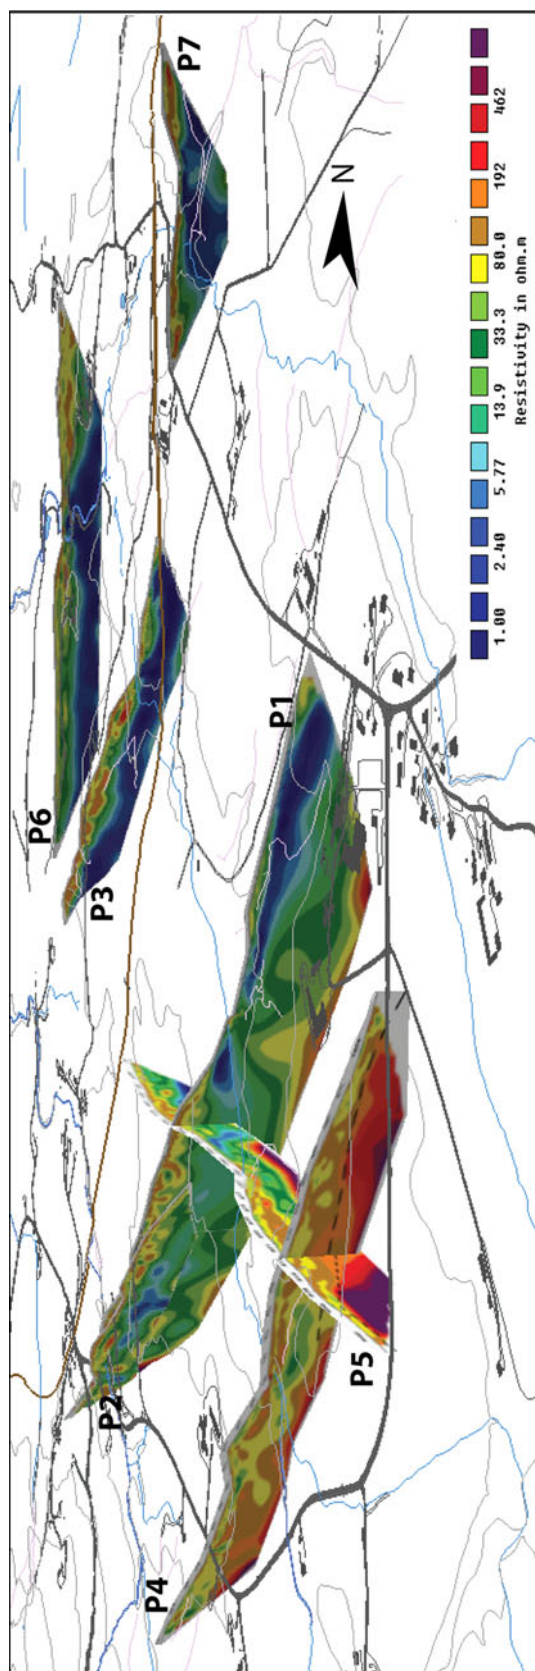 P7
N
P6
P3
P1
P2
P5
P4
462
192
80.0
33.3
13.9
5.77
2.40
1.00
Resistivity in ohm.m